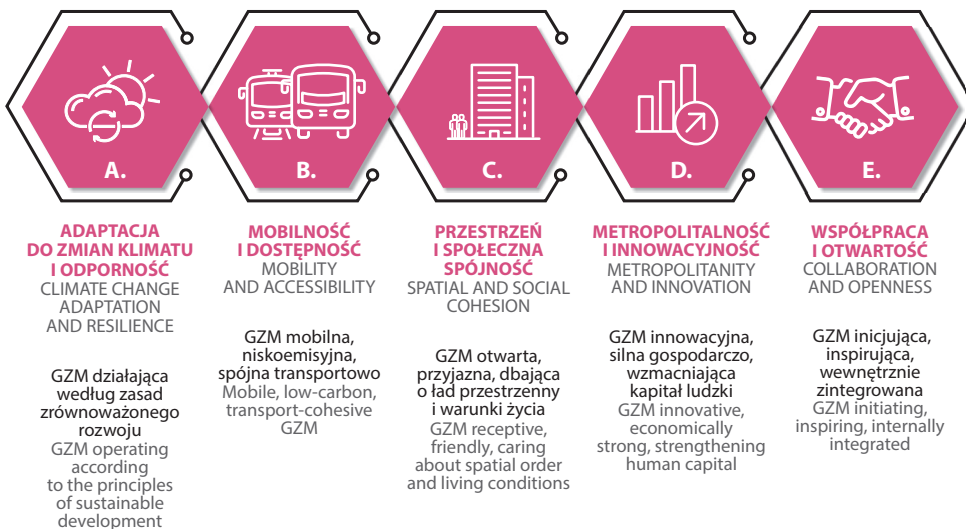 A.
ADAPTACJA
DO ZMIAN KLIMATU
I ODPORNOŚĆ
CLIMATE CHANGE
ADAPTATION
AND RESILIENCE
GZM działająca
według zasad
zrównoważonego
rozwoju
GZM operating
according
to the principles
of sustainable
development
B.
MOBILNOŚĆ
I DOSTĘPNOŚĆ
MOBILITY
AND ACCESSIBILITY
GZM mobilna,
niskoemisyjna,
spójna transportowo
Mobile, low-carbon,
transport-cohesive
GZM
C.
PRZESTRZEŃ
I SPOŁECZNA
SPÓJNOŚĆ
SPATIAL AND SOCIAL
COHESION
GZM otwarta,
przyjazna, dbająca
o ład przestrzenny
i warunki życia
GZM receptive,
friendly, caring
about spatial order
and living conditions
D.
METROPOLITALNOŚĆ
I INNOWACYJNOŚĆ
METROPOLITANITY
AND INNOVATION
GZM innowacyjna,
silna gospodarczo,
wzmacniająca
kapitał ludzki
GZM innovative,
economically
strong, strengthening
human capital
E.
WSPÓŁPRACA
I OTWARTOŚĆ
COLLABORATION
AND OPENNESS
GZM inicjująca,
inspirująca,
wewnętrznie
zintegrowana
GZM initiating,
inspiring, internally
integrated